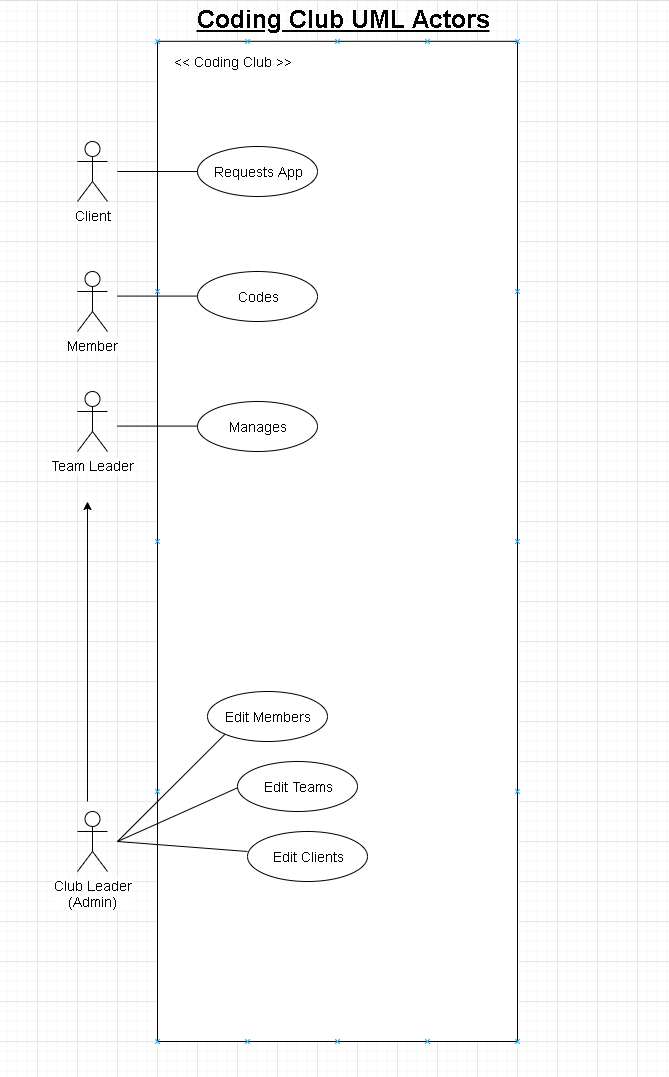 Coding Club UML Actors
<< Coding Club >>
Requests App
Client
Codes
Member
Manages
Team Leader
Edit Members
Edit Teams
Edit Clients
Club Leader
(Admin)